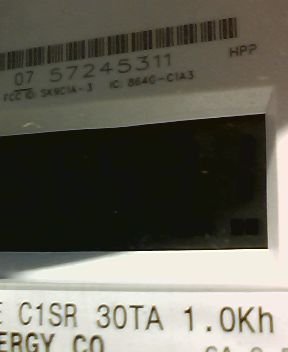 07 57245311
HPP
FCC ID: SK9C1A-3 IC: 864G-C1A3
E C1SR 30TA 1.0Kh
ERGY CO